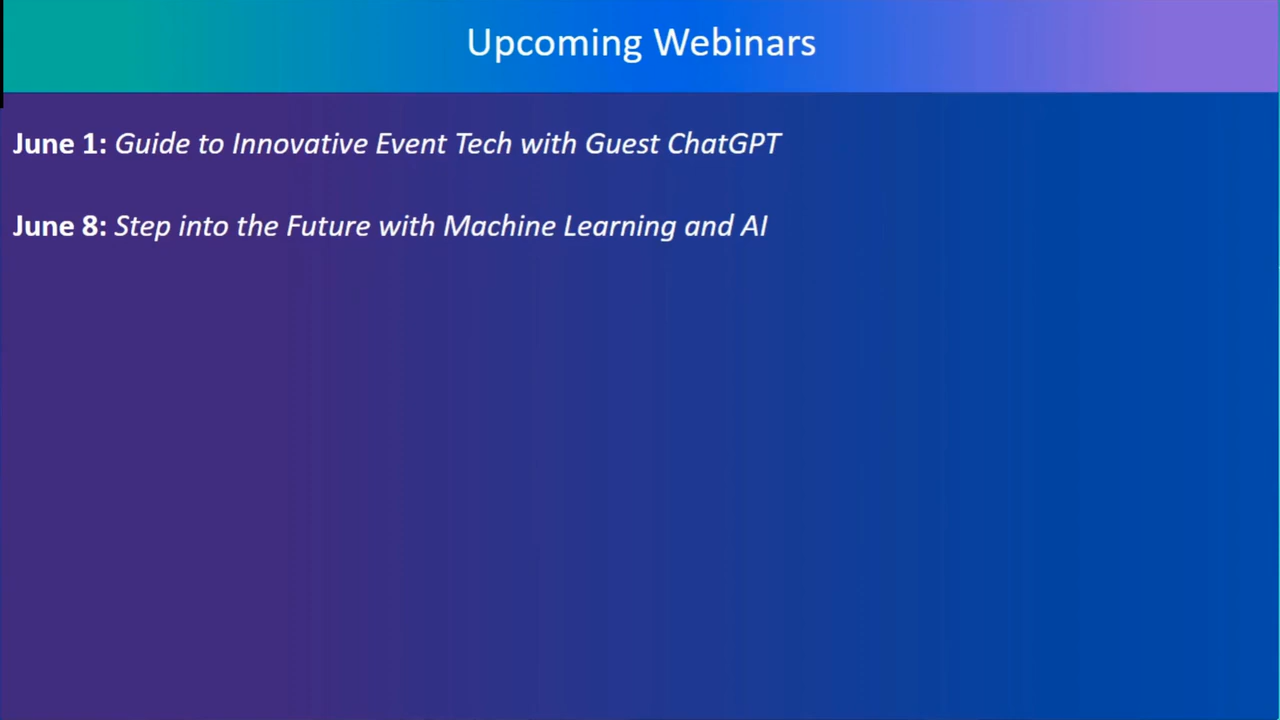 Upcoming Webinars
June 1: Guide to Innovative Event Tech with Guest ChatGPT
June 8: Step into the Future with Machine Learning and AI